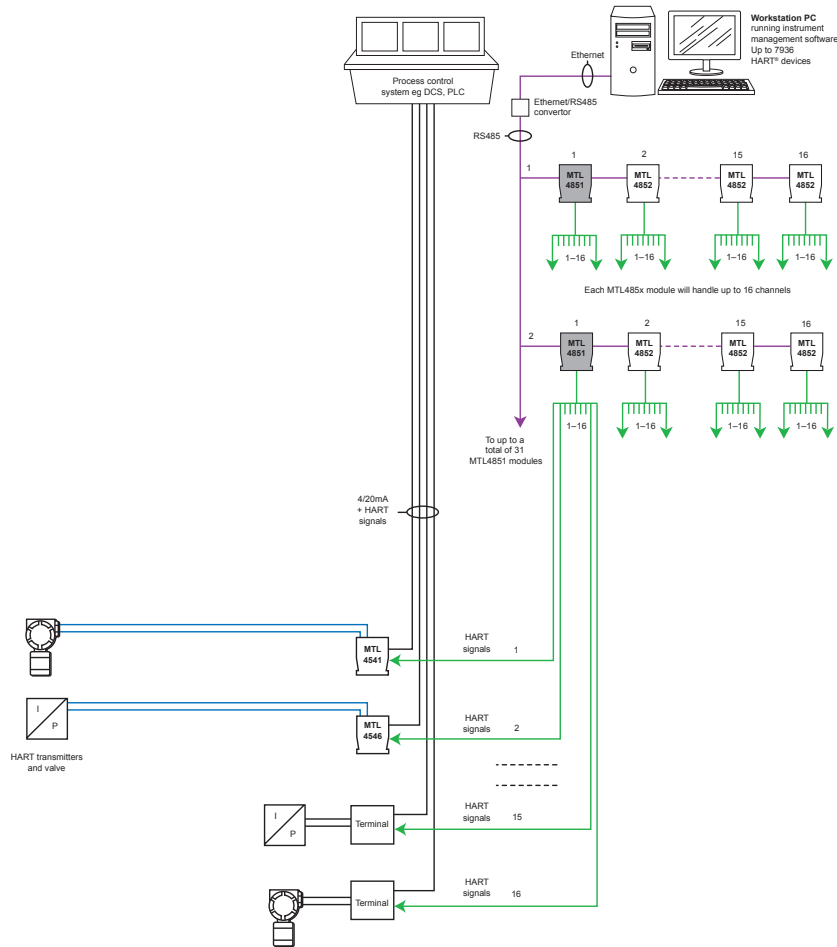 Workstation PC
running instrument
management software
Up to 7936
HART® devices
Ethernet
Process control
system eg DCS, PLC
Ethernet/RS485
convertor
RS485
1
1
2
15
16
MTL
4851
MTL
4852
MTL
4852
MTL
4852
1–16
1–16
1–16
1–16
Each MTL485x module will handle up to 16 channels
2
1
2
15
16
MTL
4851
MTL
4852
MTL
4852
MTL
4852
1–16
1–16
1–16
1–16
To up to a
total of 31
MTL4851 modules
4/20mA
+ HART
signals
MTL
4541
HART
signals
1
I
P
MTL
4546
HART
signals
2
HART transmitters
and valve
I
P
Terminal
HART
signals
15
Terminal
HART
signals
16